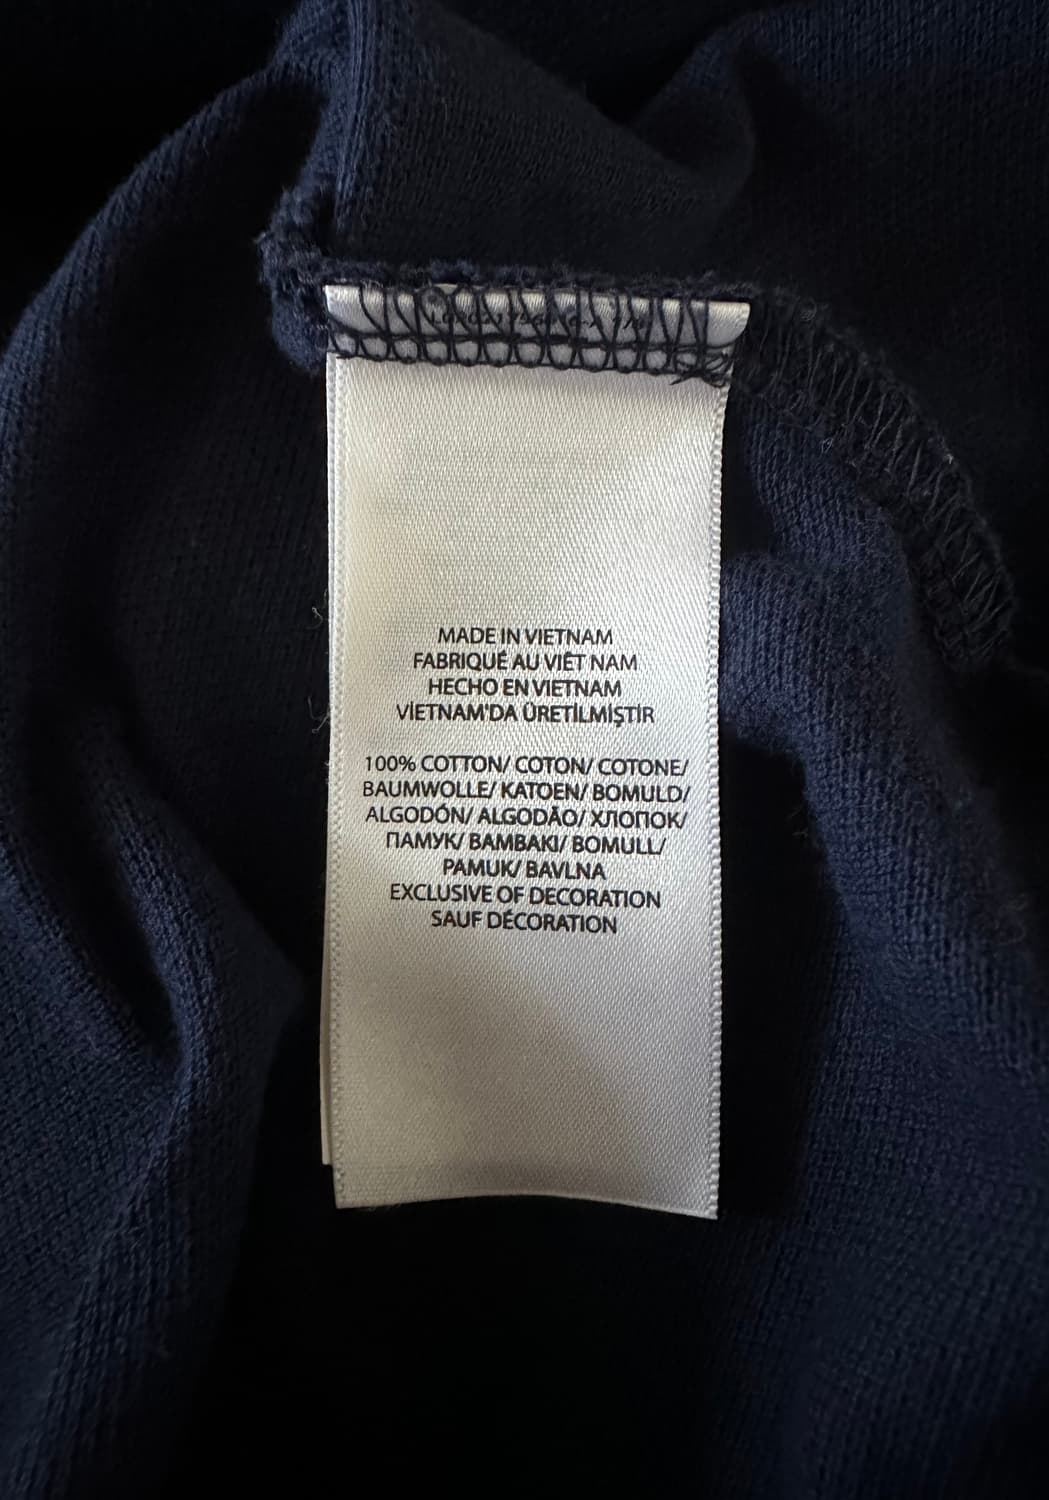 MADE IN VIETNAM
FABRIQUÉ AU VIÊT NAM
HECHO EN VIETNAM
VİETNAM'DA ÜRETİLMİŞTİR
100% COTTON/ COTON/ COTONE/
BAUMWOLLE/ KATOEN/ BOMULD/
ALGODÓN/ ALGODÃO/ ХЛОПОК/
ПАМУК/ BAMBAKI/ BOMULL/
PAMUK/ BAVLNA
EXCLUSIVE OF DECORATION
SAUF DÉCORATION